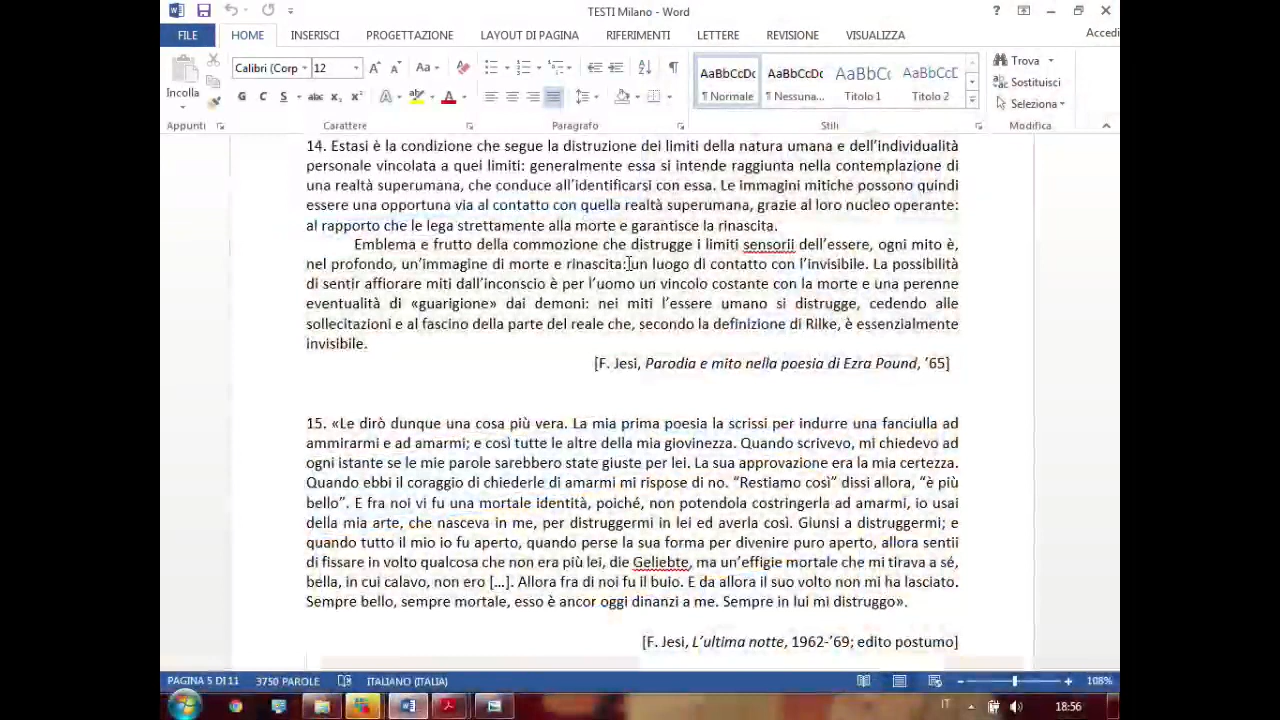 TESTI Milano - Word
FILE HOME INSERISCI PROGETTAZIONE LAYOUT DI PAGINA RIFERIMENTI LETTERE REVISIONE VISUALIZZA Accedi
Incolla
Calibri (Corp 12
Aa
G C S abc x₂ x²
A A
AaBbCcDc AaBbCcDc AaBbCc AaBbCcDc
¶ Normale ¶ Nessuna... Titolo 1 Titolo 2
Trova
Sostituisci
Seleziona
Appunti Carattere Paragrafo Stili Modifica
14. Estasi è la condizione che segue la distruzione dei limiti della natura umana e dell’individualità
personale vincolata a quei limiti: generalmente essa si intende raggiunta nella contemplazione di
una realtà superumana, che conduce all’identificarsi con essa. Le immagini mitiche possono quindi
essere una opportuna via al contatto con quella realtà superumana, grazie al loro nucleo operante:
al rapporto che le lega strettamente alla morte e garantisce la rinascita.
Emblema e frutto della commozione che distrugge i limiti sensorii dell’essere, ogni mito è,
nel profondo, un’immagine di morte e rinascita: un luogo di contatto con l’invisibile. La possibilità
di sentir affiorare miti dall’inconscio è per l’uomo un vincolo costante con la morte e una perenne
eventualità di «guarigione» dai demoni: nei miti l’essere umano si distrugge, cedendo alle
sollecitazioni e al fascino della parte del reale che, secondo la definizione di Rilke, è essenzialmente
invisibile.
[F. Jesi, Parodia e mito nella poesia di Ezra Pound, ’65]
15. «Le dirò dunque una cosa più vera. La mia prima poesia la scrissi per indurre una fanciulla ad
ammirarmi e ad amarmi; e così tutte le altre della mia giovinezza. Quando scrivevo, mi chiedevo ad
ogni istante se le mie parole sarebbero state giuste per lei. La sua approvazione era la mia certezza.
Quando ebbi il coraggio di chiederle di amarmi mi rispose di no. “Restiamo così” dissi allora, “è più
bello”. E fra noi vi fu una mortale identità, poiché, non potendola costringerla ad amarmi, io usai
della mia arte, che nasceva in me, per distruggermi in lei ed averla così. Giunsi a distruggermi; e
quando tutto il mio io fu aperto, quando perse la sua forma per divenire puro aperto, allora sentii
di fissare in volto qualcosa che non era più lei, die Geliebte, ma un’effigie mortale che mi tirava a sé,
bella, in cui calavo, non ero [...]. Allora fra di noi fu il buio. E da allora il suo volto non mi ha lasciato.
Sempre bello, sempre mortale, esso è ancor oggi dinanzi a me. Sempre in lui mi distruggo».
[F. Jesi, L’ultima notte, 1962-’69; edito postumo]
PAGINA 5 DI 11 3750 PAROLE ITALIANO (ITALIA) 108%
IT 18:56